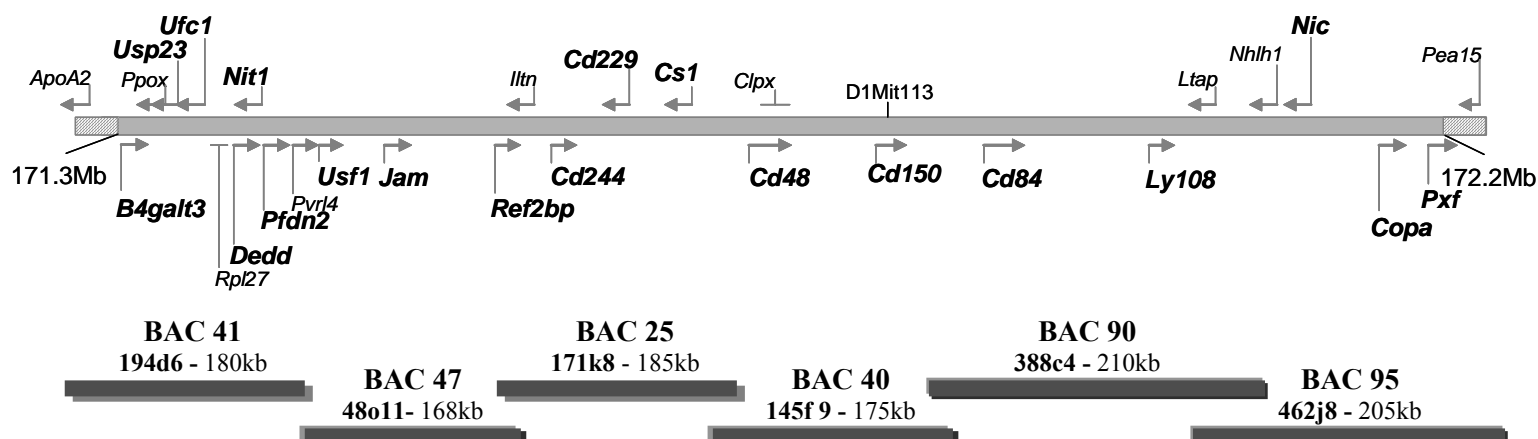 Ufc1
Usp23
Nic
ApoA2
Ppox
Nit1
Iltn
Cd229
Cs1
Clpx
D1Mit113
Ltap
Nhlh1
Pea15
171.3Mb
172.2Mb
B4galt3
Rpl27
Dedd
Pfdn2
Pvrl4
Usf1
Jam
Ref2bp
Cd244
Cd48
Cd150
Cd84
Ly108
Copa
Pxf
BAC 41
194d6 - 180kb
BAC 47
48o11- 168kb
BAC 25
171k8 - 185kb
BAC 40
145f 9 - 175kb
BAC 90
388c4 - 210kb
BAC 95
462j8 - 205kb